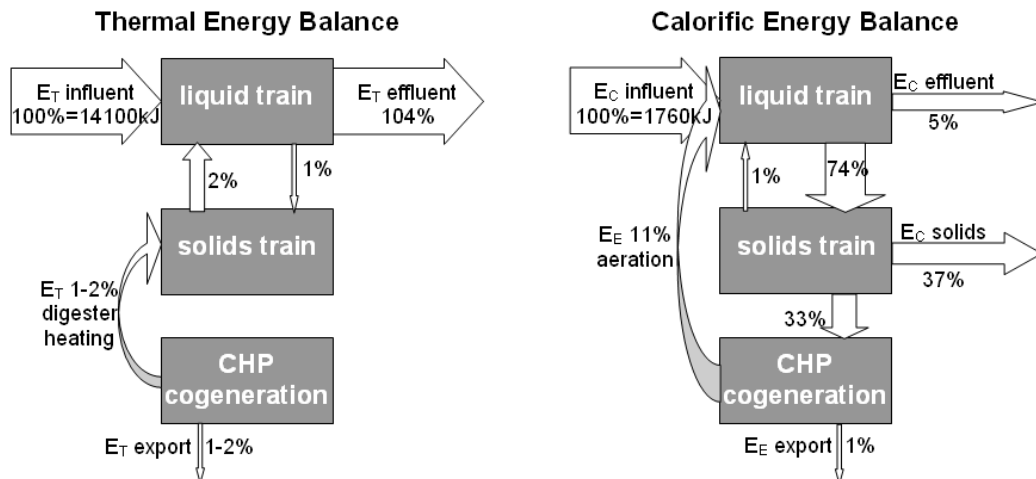 Thermal Energy Balance
E_T influent
100%=14100kJ
liquid train
E_T effluent
104%
2%
1%
solids train
E_T 1-2%
digester
heating
CHP
cogeneration
E_T export
1-2%
Calorific Energy Balance
E_C influent
100%=1760kJ
liquid train
E_C effluent
5%
1%
74%
E_E 11%
aeration
solids train
E_C solids
37%
33%
CHP
cogeneration
E_E export
1%